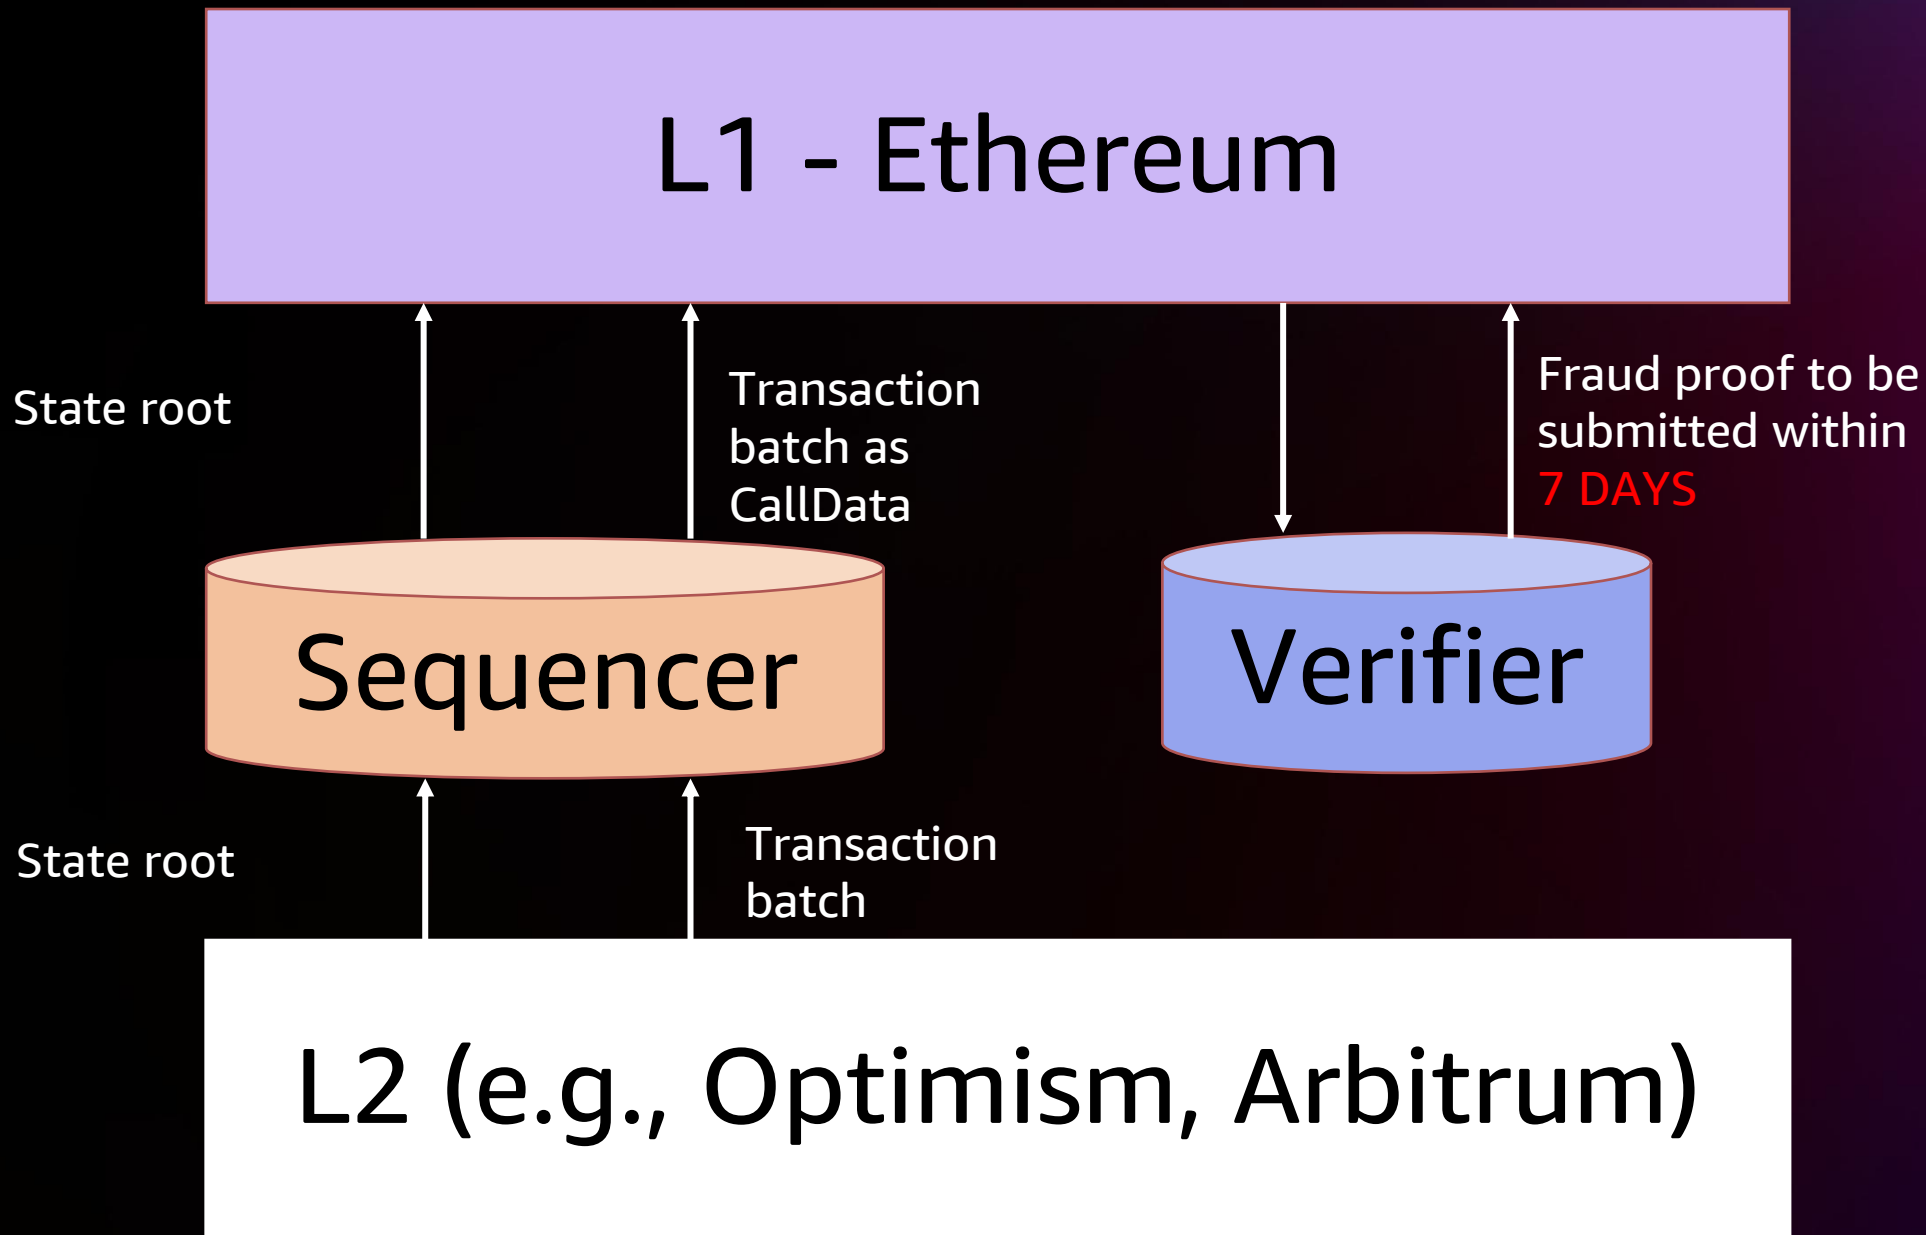 L1 - Ethereum
State root
Transaction
batch as
CallData
Fraud proof to be
submitted within
7 DAYS
Sequencer
Verifier
State root
Transaction
batch
L2 (e.g., Optimism, Arbitrum)